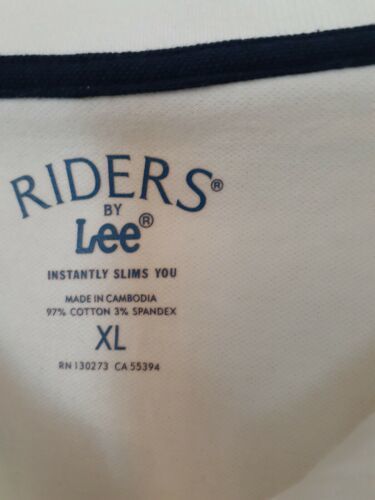 RIDERS®
BY
Lee®
INSTANTLY SLIMS YOU
MADE IN CAMBODIA
97% COTTON 3% SPANDEX
XL
RN 130273 CA 55394